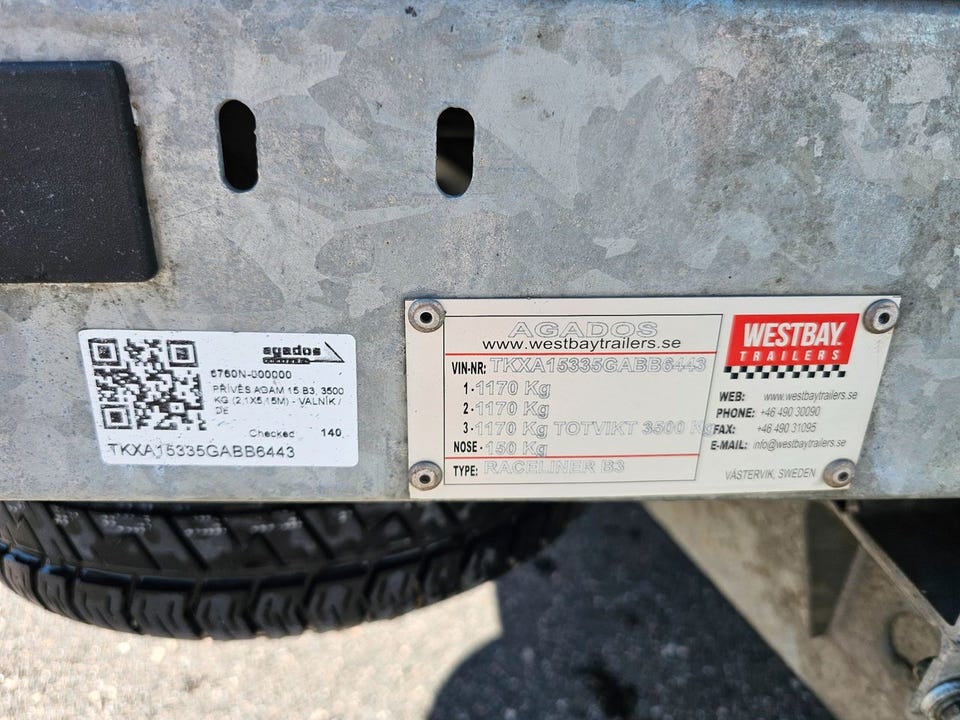 agados
6760N-000000
PŘÍVĚS AGAM 15 B3, 3500
KG (2,1X5,15M) - VALNÍK /
DE
Checked 140
TKXA15335GABB6443
AGADOS
www.westbaytrailers.se
VIN-NR: TKXA15335GABB6443
1- 1170 Kg
2- 1170 Kg
3- 1170 Kg TOTVIKT 3500 Kg
NOSE- 150 Kg
TYPE: RACELINER B3
WESTBAY
TRAILERS
WEB: www.westbaytrailers.se
PHONE: +46 490 30090
FAX: +46 490 31095
E-MAIL: info@westbaytrailers.se
VÄSTERVIK, SWEDEN